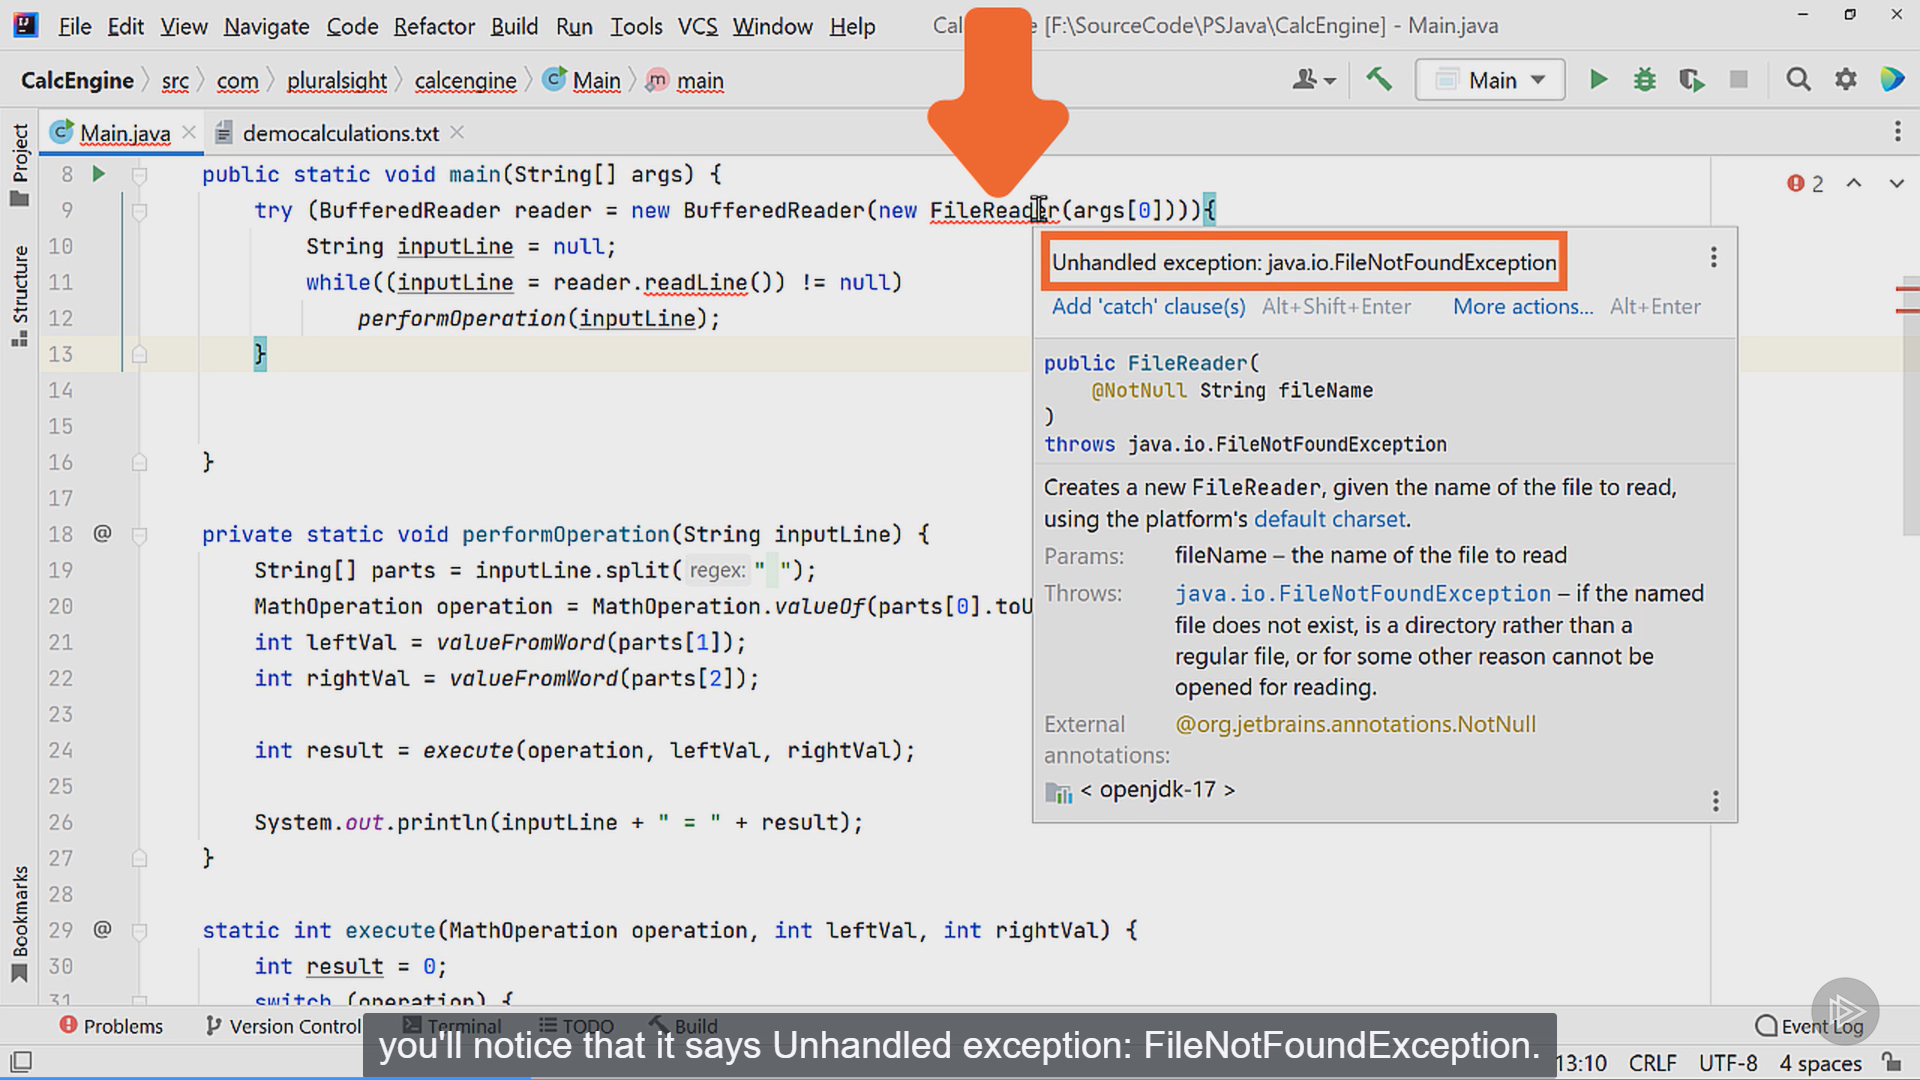 File Edit View Navigate Code Refactor Build Run Tools VCS Window Help Cal e [F:\SourceCode\PSJava\CalcEngine] - Main.java
CalcEngine src com pluralsight calcengine Main main Main
Main.java democalculations.txt
Project
Structure
Bookmarks
8 public static void main(String[] args) {
9 try (BufferedReader reader = new BufferedReader(new FileReader(args[0]))){
10 String inputLine = null;
11 while((inputLine = reader.readLine()) != null)
12 performOperation(inputLine);
13 }
14
15
16 }
17
18 @ private static void performOperation(String inputLine) {
19 String[] parts = inputLine.split( regex: " ");
20 MathOperation operation = MathOperation.valueOf(parts[0].toU
21 int leftVal = valueFromWord(parts[1]);
22 int rightVal = valueFromWord(parts[2]);
23
24 int result = execute(operation, leftVal, rightVal);
25
26 System.out.println(inputLine + " = " + result);
27 }
28
29 @ static int execute(MathOperation operation, int leftVal, int rightVal) {
30 int result = 0;
31 switch (operation) {
2
Unhandled exception: java.io.FileNotFoundException
Add 'catch' clause(s) Alt+Shift+Enter More actions... Alt+Enter
public FileReader(
@NotNull String fileName
)
throws java.io.FileNotFoundException
Creates a new FileReader, given the name of the file to read,
using the platform's default charset.
Params: fileName – the name of the file to read
Throws: java.io.FileNotFoundException – if the named
file does not exist, is a directory rather than a
regular file, or for some other reason cannot be
opened for reading.
External @org.jetbrains.annotations.NotNull
annotations:
< openjdk-17 >
Problems Version Control Terminal TODO Build Event Log
you'll notice that it says Unhandled exception: FileNotFoundException.
13:10 CRLF UTF-8 4 spaces